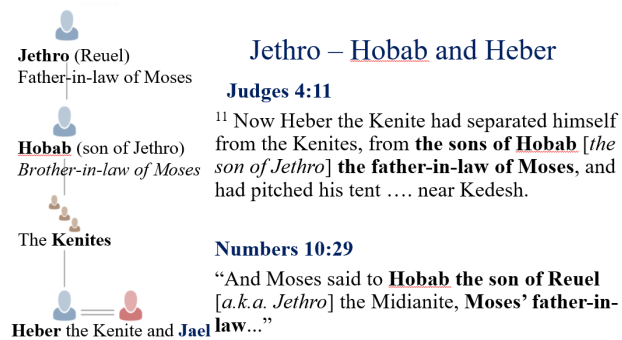 Jethro (Reuel)
Father-in-law of Moses
Hobab (son of Jethro)
Brother-in-law of Moses
The Kenites
Heber the Kenite and Jael
Jethro – Hobab and Heber
Judges 4:11
11 Now Heber the Kenite had separated himself
from the Kenites, from the sons of Hobab [the
son of Jethro] the father-in-law of Moses, and
had pitched his tent …. near Kedesh.
Numbers 10:29
“And Moses said to Hobab the son of Reuel
[a.k.a. Jethro] the Midianite, Moses’ father-in-
law...”